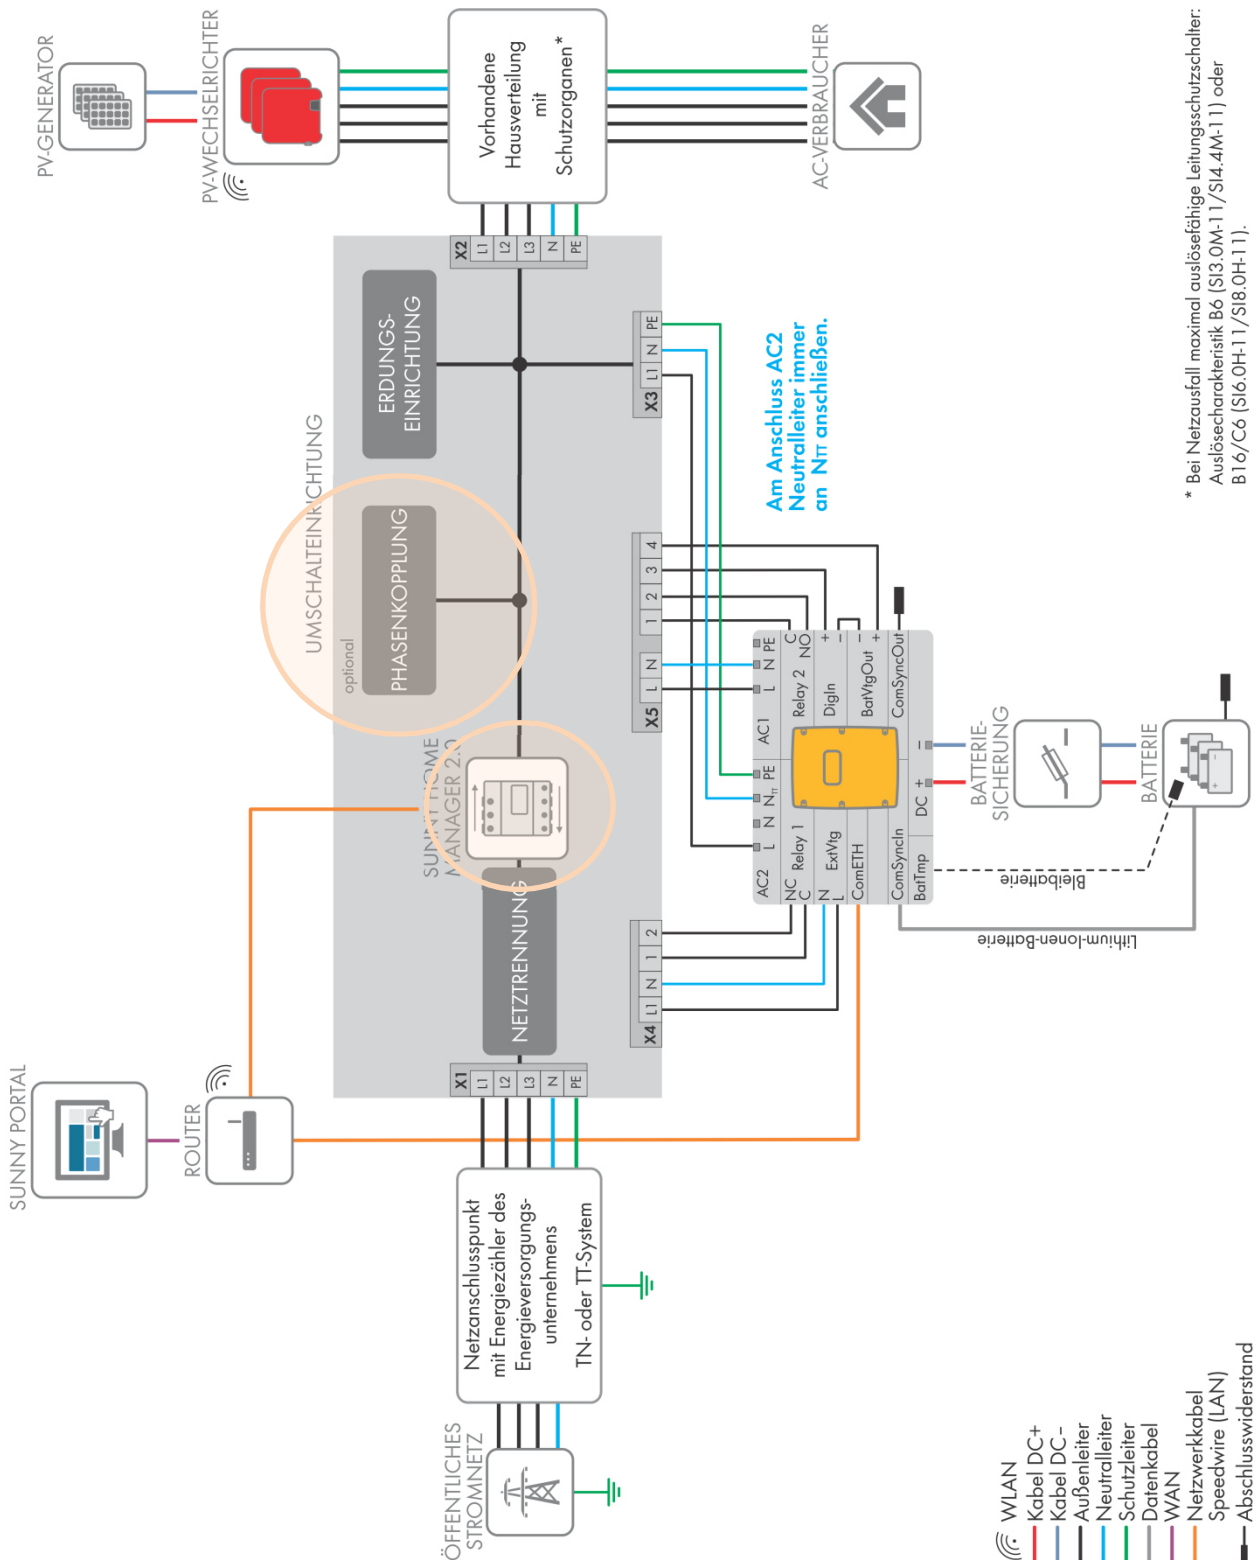 SUNNY PORTAL
ROUTER
PV-GENERATOR
PV-WECHSELRICHTER
UMSCHALTEINRICHTUNG
optional
PHASENKOPPLUNG
ERDUNGS-
EINRICHTUNG
SUNNY HOME
MANAGER 2.0
NETZTRENNUNG
ÖFFENTLICHES
STROMNETZ
Netzanschlusspunkt
mit Energiezähler des
Energieversorgungs-
unternehmens
TN- oder TT-System
X1
L1
L2
L3
N
PE
X2
L1
L2
L3
N
PE
Vorhandene
Hausverteilung
mit
Schutzorganen*
AC-VERBRAUCHER
X4 L1 N 1 2
X5 L N 1 2 3 4
X3 L1 N PE
Am Anschluss AC2
Neutralleiter immer
an NTT anschließen.
AC2 L N NTT PE
AC1 L N PE
NC
C
Relay 1
Relay 2
C
NO
N
L
ExtVtg
DigIn
+
−
ComETH
BatVtgOut
−
+
ComSyncIn
ComSyncOut
BatTmp
DC + −
Lithium-Ionen-Batterie
Bleibatterie
BATTERIE-
SICHERUNG
BATTERIE
WLAN
Kabel DC+
Kabel DC−
Außenleiter
Neutralleiter
Schutzleiter
Datenkabel
WAN
Netzwerkkabel
Speedwire (LAN)
Abschlusswiderstand
* Bei Netzausfall maximal auslösefähige Leitungsschutzschalter:
Auslösecharakteristik B6 (SI3.0M-11/SI4.4M-11) oder
B16/C6 (SI6.0H-11/SI8.0H-11).